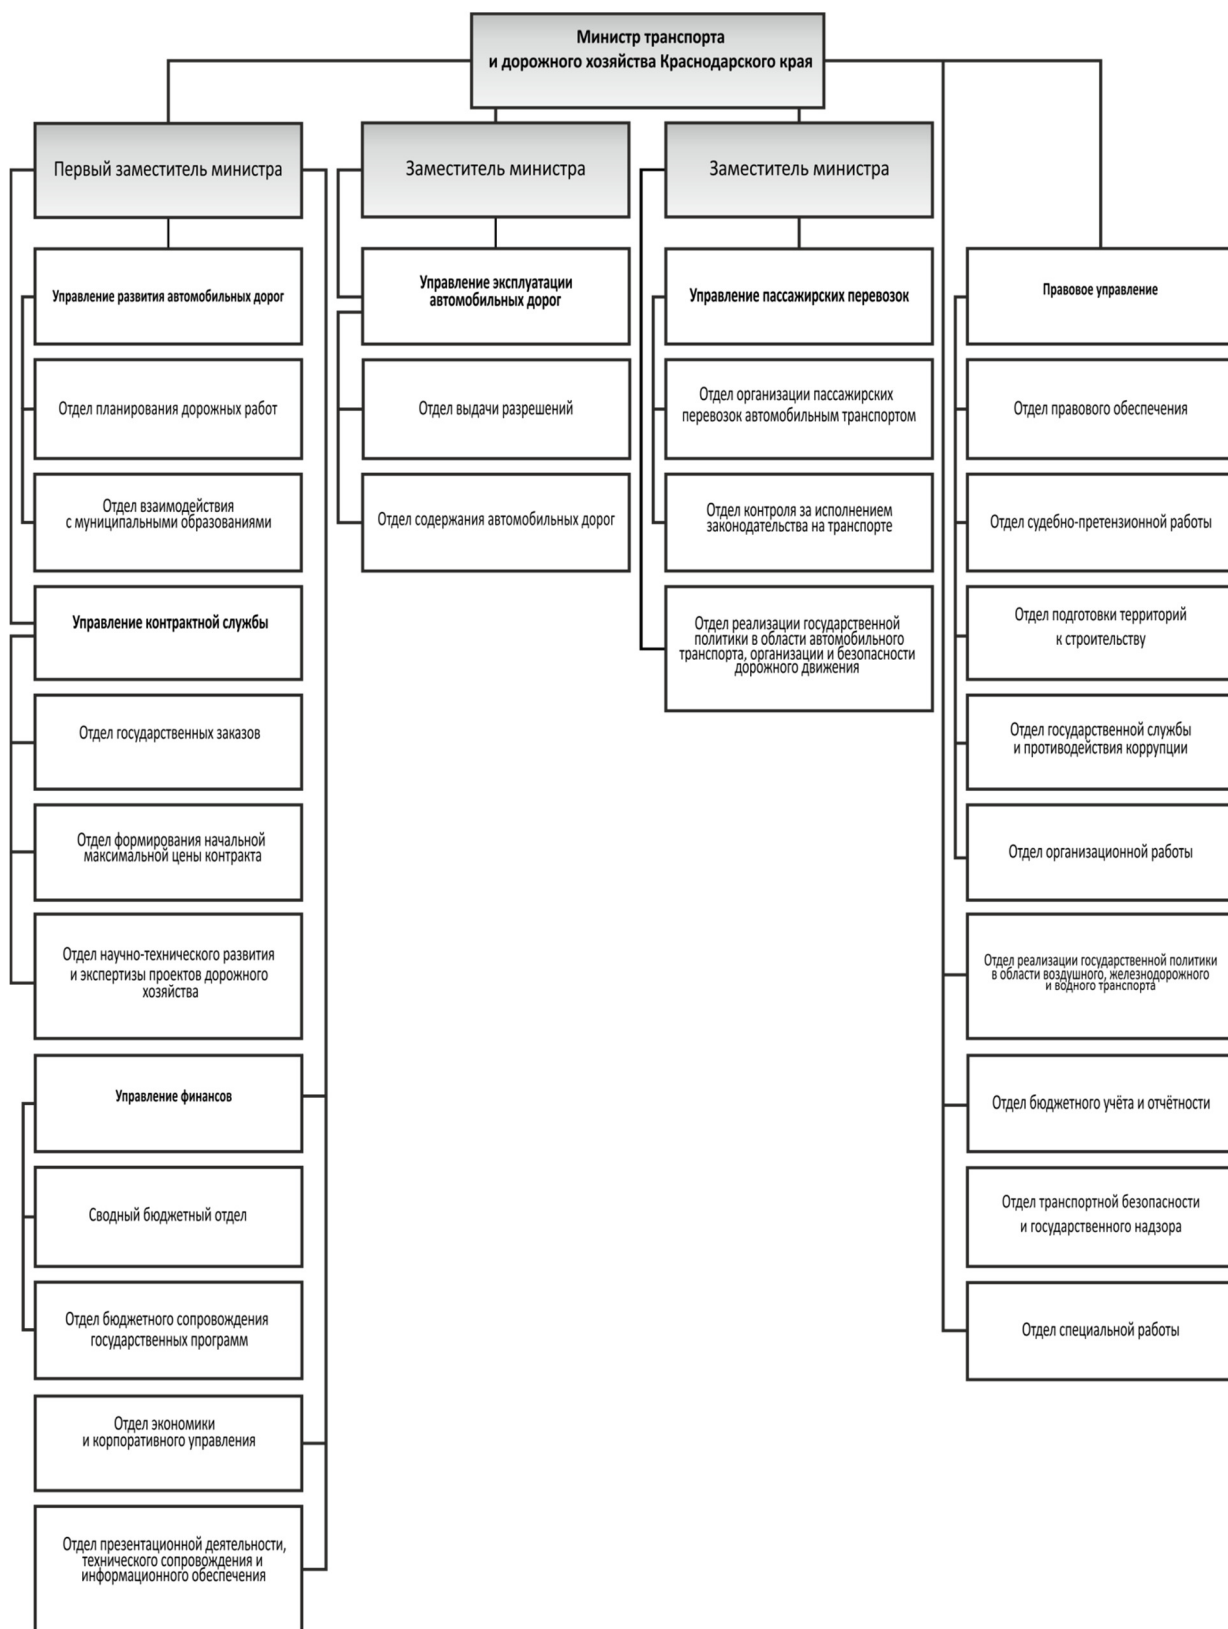 Министр транспорта
и дорожного хозяйства Краснодарского края
Первый заместитель министра
Управление развития автомобильных дорог
Отдел планирования дорожных работ
Отдел взаимодействия
с муниципальными образованиями
Управление контрактной службы
Отдел государственных заказов
Отдел формирования начальной
максимальной цены контракта
Отдел научно-технического развития
и экспертизы проектов дорожного
хозяйства
Управление финансов
Сводный бюджетный отдел
Отдел бюджетного сопровождения
государственных программ
Отдел экономики
и корпоративного управления
Отдел презентационной деятельности,
технического сопровождения и
информационного обеспечения
Заместитель министра
Управление эксплуатации
автомобильных дорог
Отдел выдачи разрешений
Отдел содержания автомобильных дорог
Заместитель министра
Управление пассажирских перевозок
Отдел организации пассажирских
перевозок автомобильным транспортом
Отдел контроля за исполнением
законодательства на транспорте
Отдел реализации государственной
политики в области автомобильного
транспорта, организации и безопасности
дорожного движения
Правовое управление
Отдел правового обеспечения
Отдел судебно-претензионной работы
Отдел подготовки территорий
к строительству
Отдел государственной службы
и противодействия коррупции
Отдел организационной работы
Отдел реализации государственной политики
в области воздушного, железнодорожного
и водного транспорта
Отдел бюджетного учёта и отчётности
Отдел транспортной безопасности
и государственного надзора
Отдел специальной работы